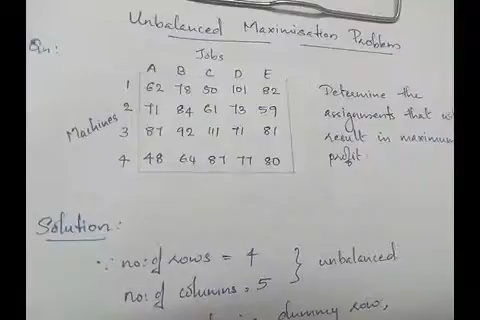 Unbalanced Maximisation Problem
Qn:
Jobs
A B C D E
1 62 78 50 101 82
2 71 84 61 73 59
3 87 92 111 71 81
4 48 64 87 77 80
Machines
Determine the
assignments that
result in maximum
profit.
Solution:
∵ no: of rows = 4
no: of columns = 5
} unbalanced
dummy row,